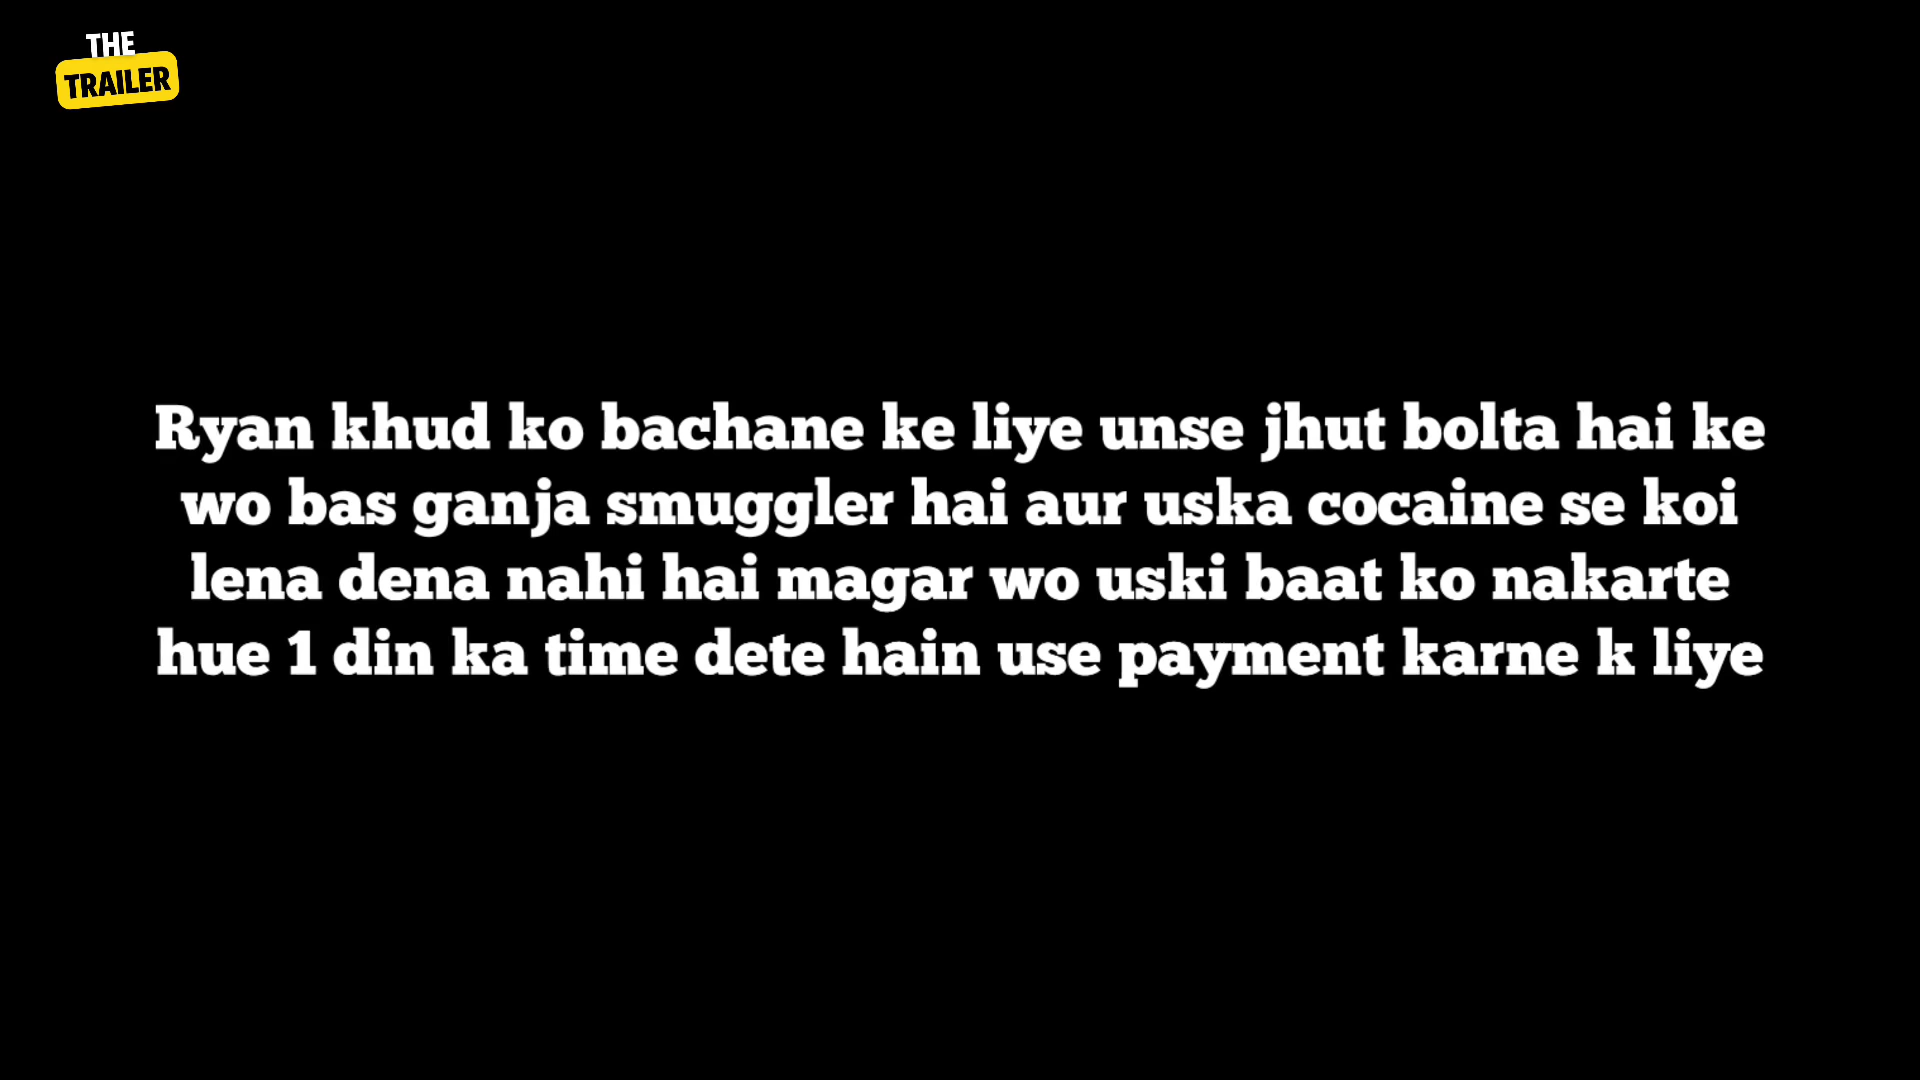 THE
TRAILER
Ryan khud ko bachane ke liye unse jhut bolta hai ke
wo bas ganja smuggler hai aur uska cocaine se koi
lena dena nahi hai magar wo uski baat ko nakarte
hue 1 din ka time dete hain use payment karne k liye